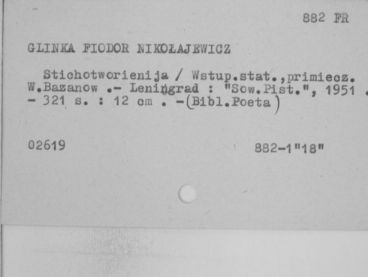 882 FR
GLINKA FIODOR NIKOŁAJEWICZ
Stichotworienija / Wstup.stat.,primiecz.
W.Bazanow .- Leningrad : "Sow.Pist.", 1951 .
- 321 s. : 12 cm . -(Bibl.Poeta)
02619 882-1"18"